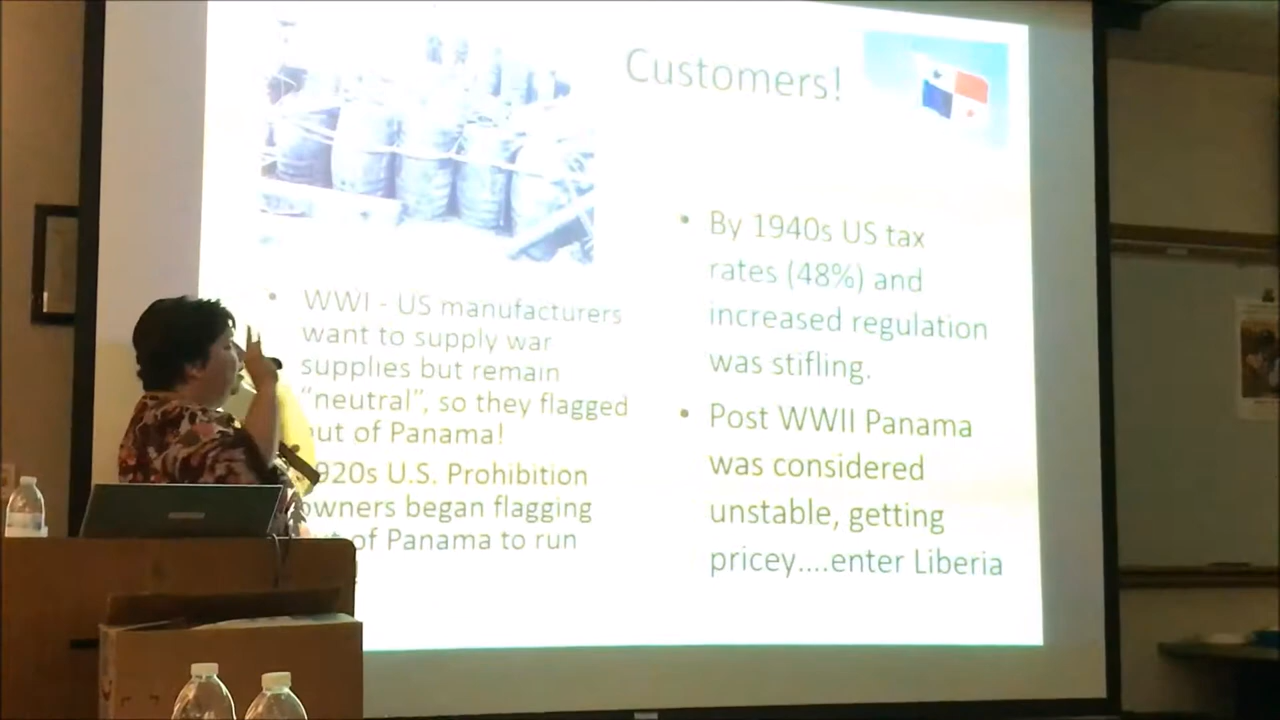 Customers!
WWI - US manufacturers
want to supply war
supplies but remain
"neutral", so they flagged
out of Panama!
920s U.S. Prohibition
owners began flagging
of Panama to run
By 1940s US tax
rates (48%) and
increased regulation
was stifling.
Post WWII Panama
was considered
unstable, getting
pricey....enter Liberia